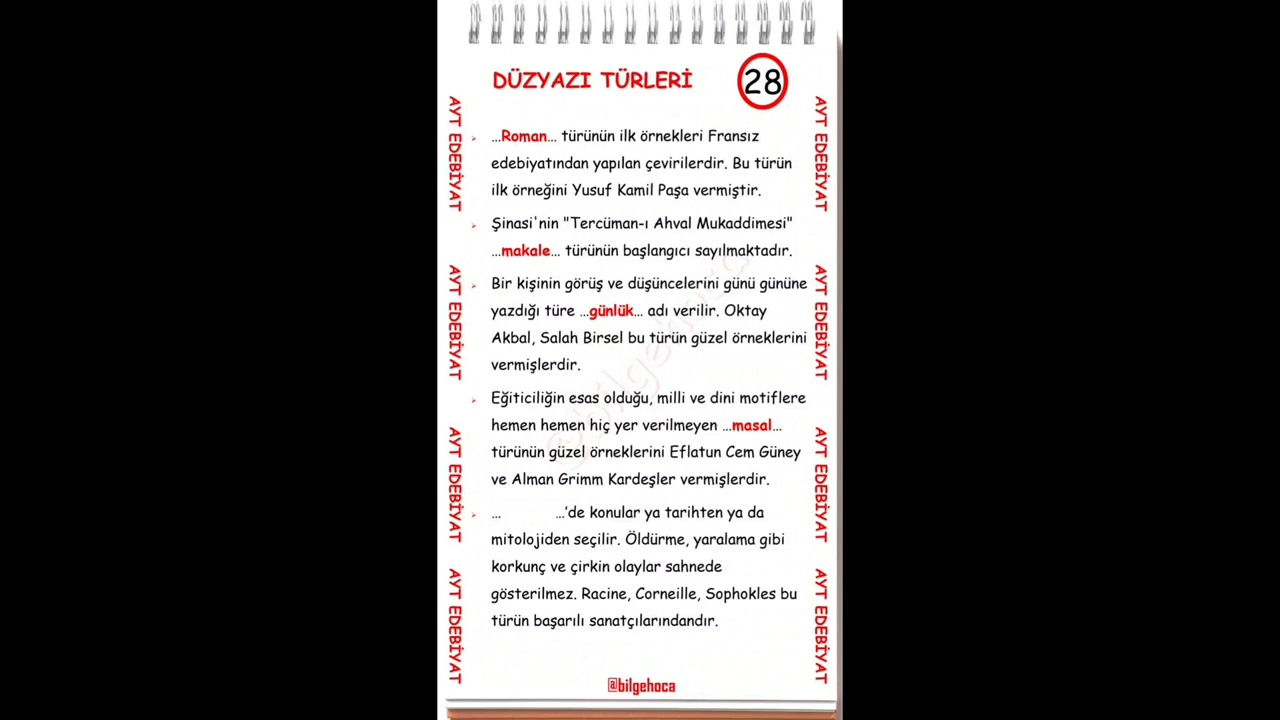 DÜZYAZI TÜRLERİ
28
...Roman... türünün ilk örnekleri Fransız
edebiyatından yapılan çevirilerdir. Bu türün
ilk örneğini Yusuf Kamil Paşa vermiştir.
Şinasi'nin "Tercüman-ı Ahval Mukaddimesi"
...makale... türünün başlangıcı sayılmaktadır.
Bir kişinin görüş ve düşüncelerini günü gününe
yazdığı türe ...günlük... adı verilir. Oktay
Akbal, Salah Birsel bu türün güzel örneklerini
vermişlerdir.
Eğiticiliğin esas olduğu, milli ve dini motiflere
hemen hemen hiç yer verilmeyen ...masal...
türünün güzel örneklerini Eflatun Cem Güney
ve Alman Grimm Kardeşler vermişlerdir.
... ...'de konular ya tarihten ya da
mitolojiden seçilir. Öldürme, yaralama gibi
korkunç ve çirkin olaylar sahnede
gösterilmez. Racine, Corneille, Sophokles bu
türün başarılı sanatçılarındandır.
@bilgehoca
AYT EDEBİYAT
AYT EDEBİYAT
AYT EDEBİYAT
AYT EDEBİYAT
AYT EDEBİYAT
AYT EDEBİYAT
AYT EDEBİYAT
AYT EDEBİYAT
@bilgehoca